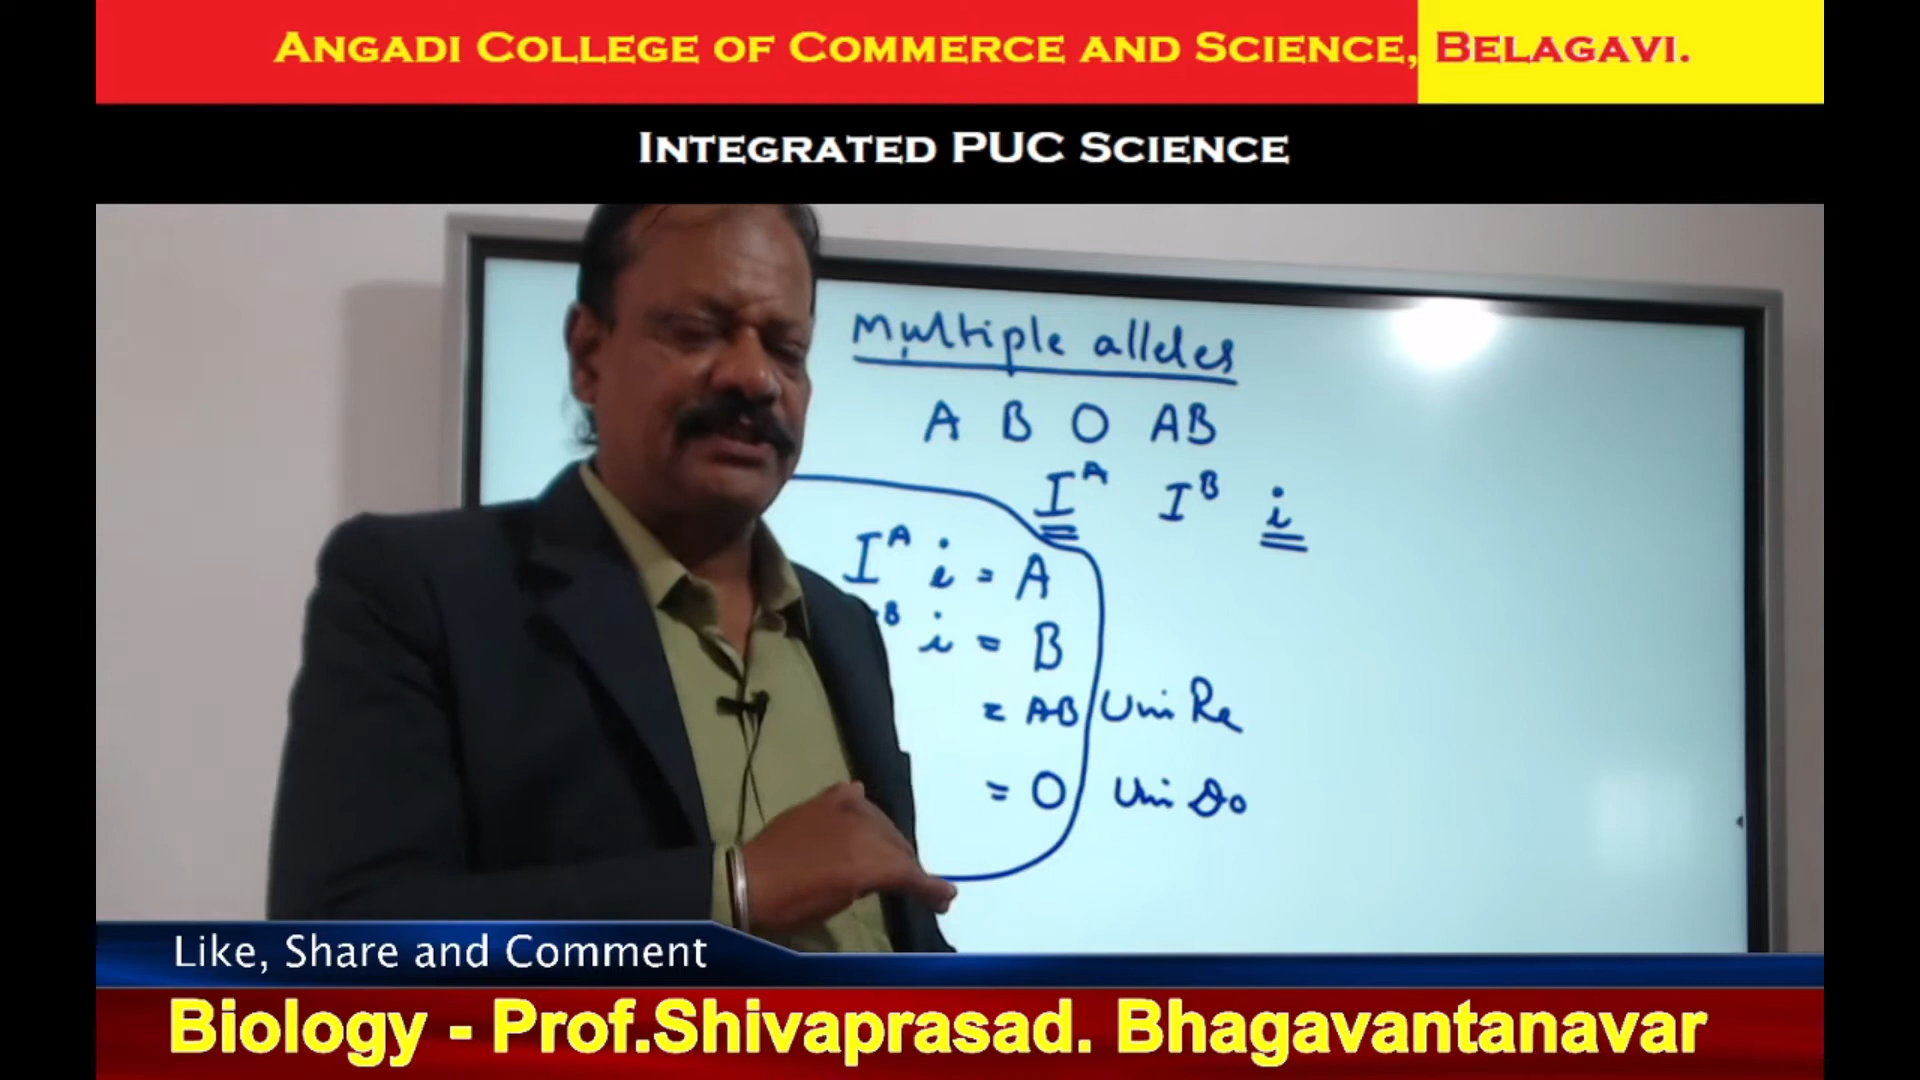 ANGADI COLLEGE OF COMMERCE AND SCIENCE, BELAGAVI.
INTEGRATED PUC SCIENCE
Multiple alleles
A B O AB
I^A I^B i
I^A i = A
B i = B
= AB Uni Re
= O Uni Do
Like, Share and Comment
Biology - Prof.Shivaprasad. Bhagavantanavar